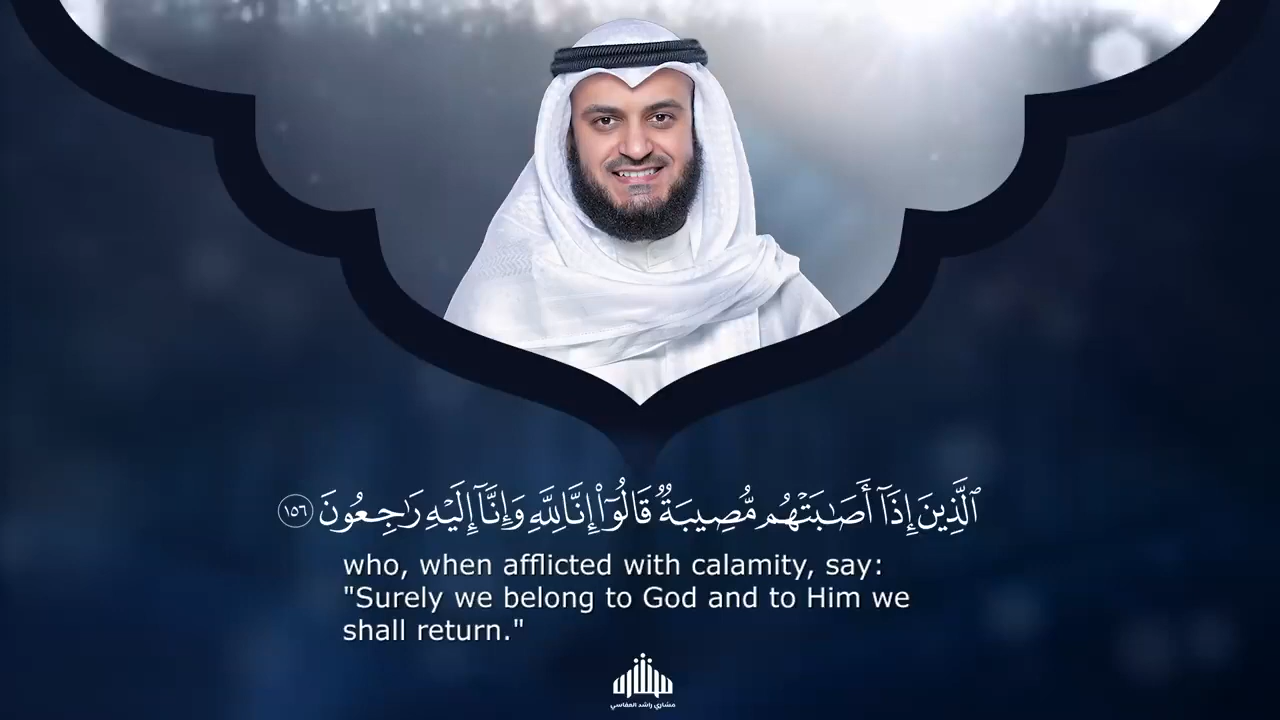 ٱلَّذِينَ إِذَآ أَصَـٰبَتْهُم مُّصِيبَةٌۭ قَالُوٓا۟ إِنَّا لِلَّهِ وَإِنَّآ إِلَيْهِ رَٰجِعُونَ ١٥٦
who, when afflicted with calamity, say:
"Surely we belong to God and to Him we
shall return."
مشاري راشد العفاسي